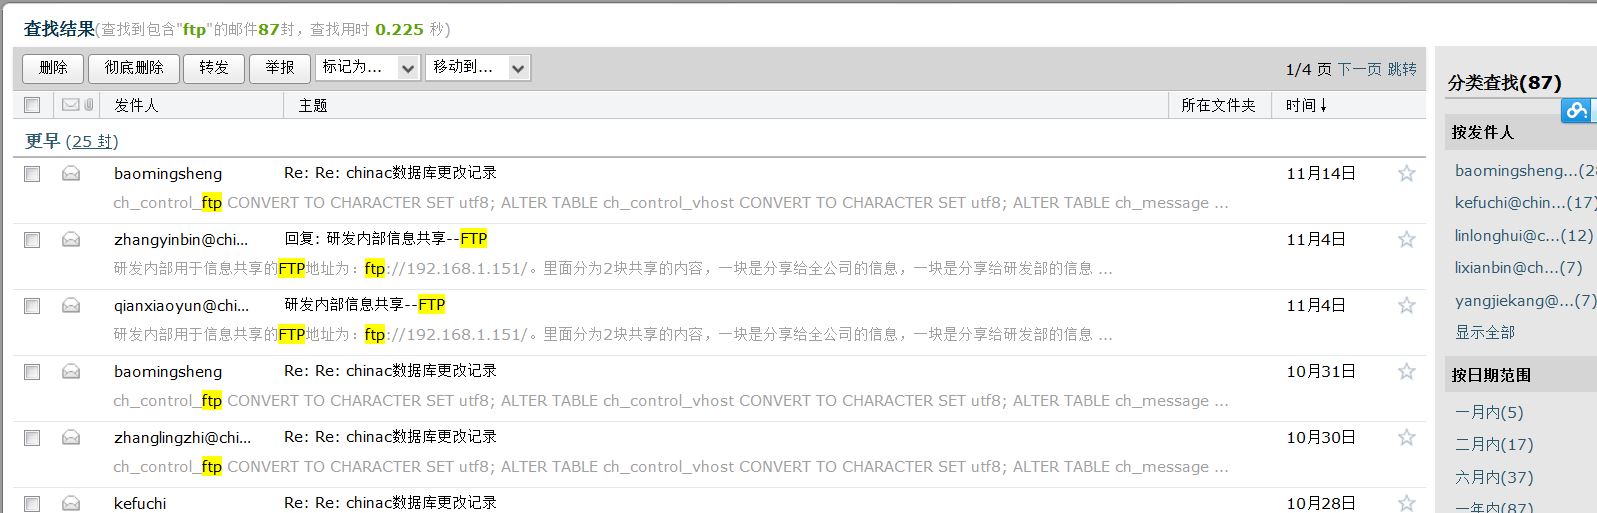 查找结果(查找到包含"ftp"的邮件87封，查找用时 0.225 秒)
删除 彻底删除 转发 举报 标记为... 移动到... 1/4 页 下一页 跳转
发件人 主题 所在文件夹 时间↓
更早 (25 封)
baomingsheng Re: Re: chinac数据库更改记录 11月14日
ch_control_ftp CONVERT TO CHARACTER SET utf8; ALTER TABLE ch_control_vhost CONVERT TO CHARACTER SET utf8; ALTER TABLE ch_message ...
zhangyinbin@chi... 回复: 研发内部信息共享--FTP 11月4日
研发内部用于信息共享的FTP地址为：ftp://192.168.1.151/。里面分为2块共享的内容，一块是分享给全公司的信息，一块是分享给研发部的信息 ...
qianxiaoyun@chi... 研发内部信息共享--FTP 11月4日
研发内部用于信息共享的FTP地址为：ftp://192.168.1.151/。里面分为2块共享的内容，一块是分享给全公司的信息，一块是分享给研发部的信息 ...
baomingsheng Re: Re: chinac数据库更改记录 10月31日
ch_control_ftp CONVERT TO CHARACTER SET utf8; ALTER TABLE ch_control_vhost CONVERT TO CHARACTER SET utf8; ALTER TABLE ch_message ...
zhanglingzhi@chi... Re: Re: chinac数据库更改记录 10月30日
ch_control_ftp CONVERT TO CHARACTER SET utf8; ALTER TABLE ch_control_vhost CONVERT TO CHARACTER SET utf8; ALTER TABLE ch_message ...
kefuchi Re: Re: chinac数据库更改记录 10月28日
分类查找(87)
按发件人
baomingsheng...(2
kefuchi@chin...(17)
linlonghui@c...(12)
lixianbin@ch...(7)
yangjiekang@...(7)
显示全部
按日期范围
一月内(5)
二月内(17)
六月内(37)
一年内(87)